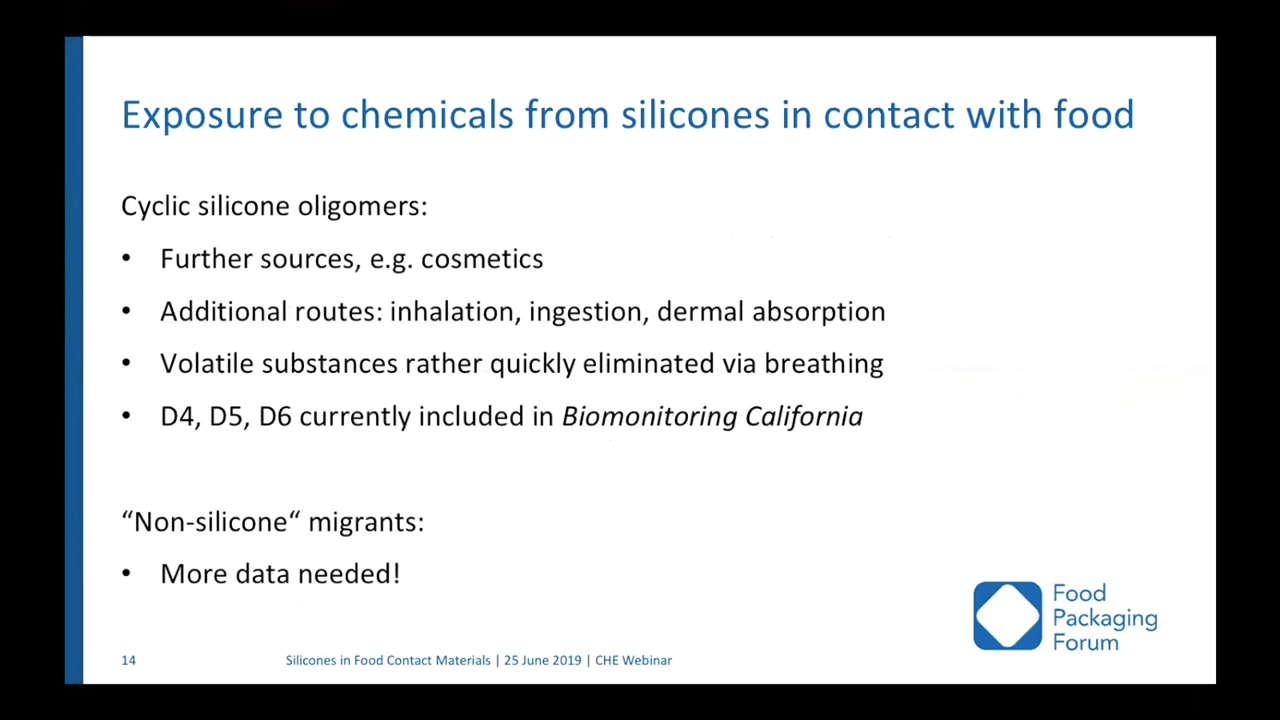 Exposure to chemicals from silicones in contact with food
Cyclic silicone oligomers:
• Further sources, e.g. cosmetics
• Additional routes: inhalation, ingestion, dermal absorption
• Volatile substances rather quickly eliminated via breathing
• D4, D5, D6 currently included in Biomonitoring California
“Non-silicone“ migrants:
• More data needed!
Food
Packaging
Forum
14 Silicones in Food Contact Materials | 25 June 2019 | CHE Webinar